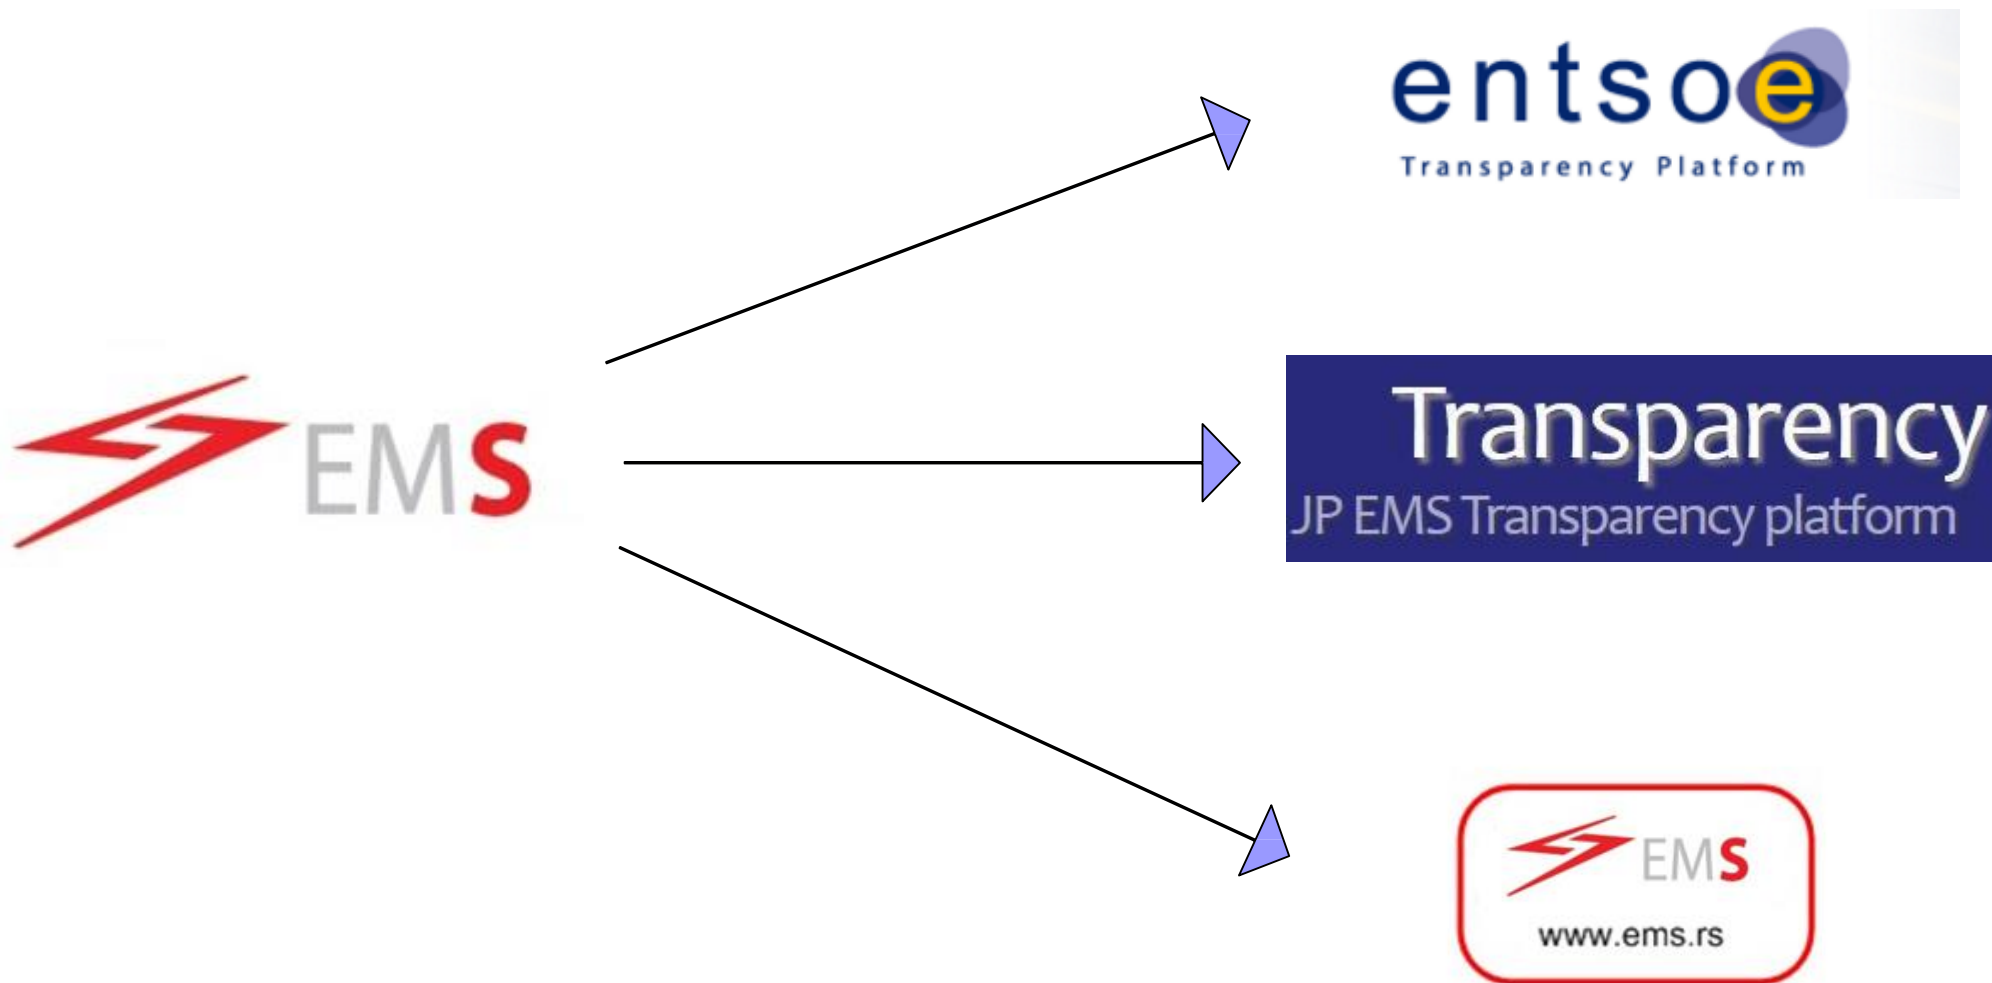 entsoe
Transparency Platform
EMS
Transparency
JP EMS Transparency platform
EMS
www.ems.rs